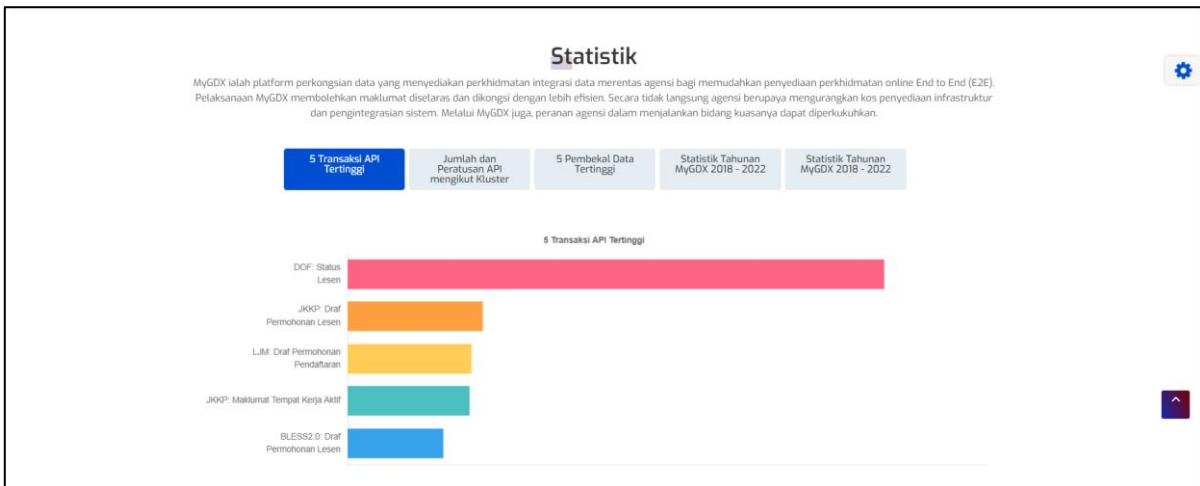 Statistik
MyGDX ialah platform perkongsian data yang menyediakan perkhidmatan integrasi data merentas agensi bagi memudahkan penyediaan perkhidmatan online End to End (E2E).
Pelaksanaan MyGDX membolehkan maklumat diselaras dan dikongsi dengan lebih efisien. Secara tidak langsung agensi berupaya mengurangkan kos penyediaan infrastruktur
dan pengintegrasian sistem. Melalui MyGDX juga, peranan agensi dalam menjalankan bidang kuasanya dapat diperkukuhkan.
5 Transaksi API
Tertinggi
Jumlah dan
Peratusan API
mengikut Kluster
5 Pembekal Data
Tertinggi
Statistik Tahunan
MyGDX 2018 - 2022
Statistik Tahunan
MyGDX 2018 - 2022
5 Transaksi API Tertinggi
DOF: Status
Lesen
JKKP: Draf
Permohonan Lesen
LJM: Draf Permohonan
Pendaftaran
JKKP: Maklumat Tempat Kerja Aktif
BLESS2.0: Draf
Permohonan Lesen